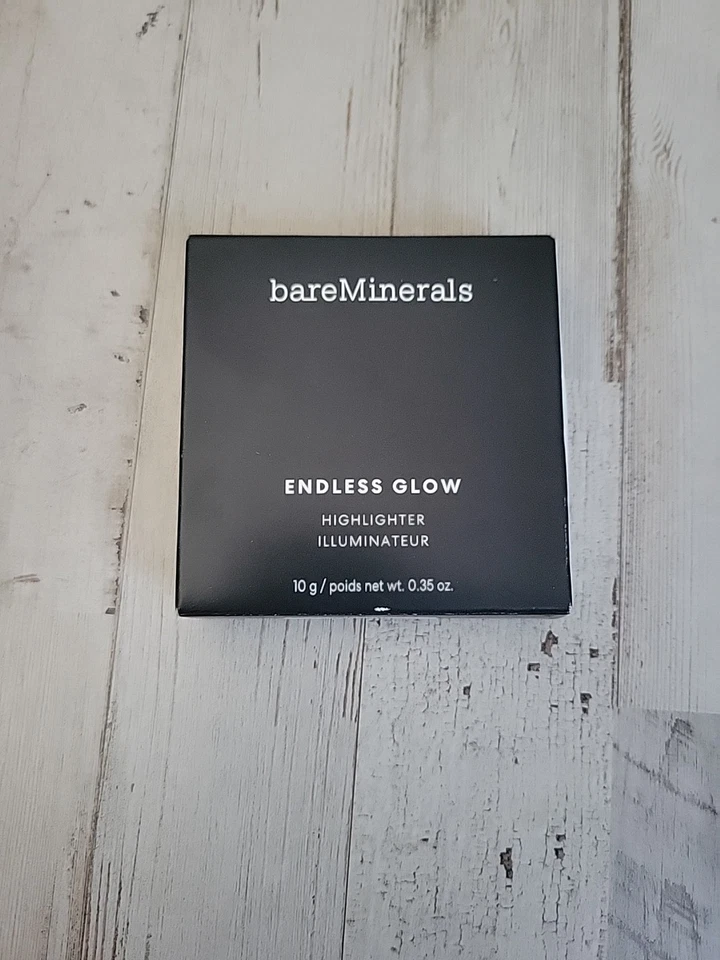 bareMinerals
ENDLESS GLOW
HIGHLIGHTER
ILLUMINATEUR
10 g / poids net wt. 0.35 oz.